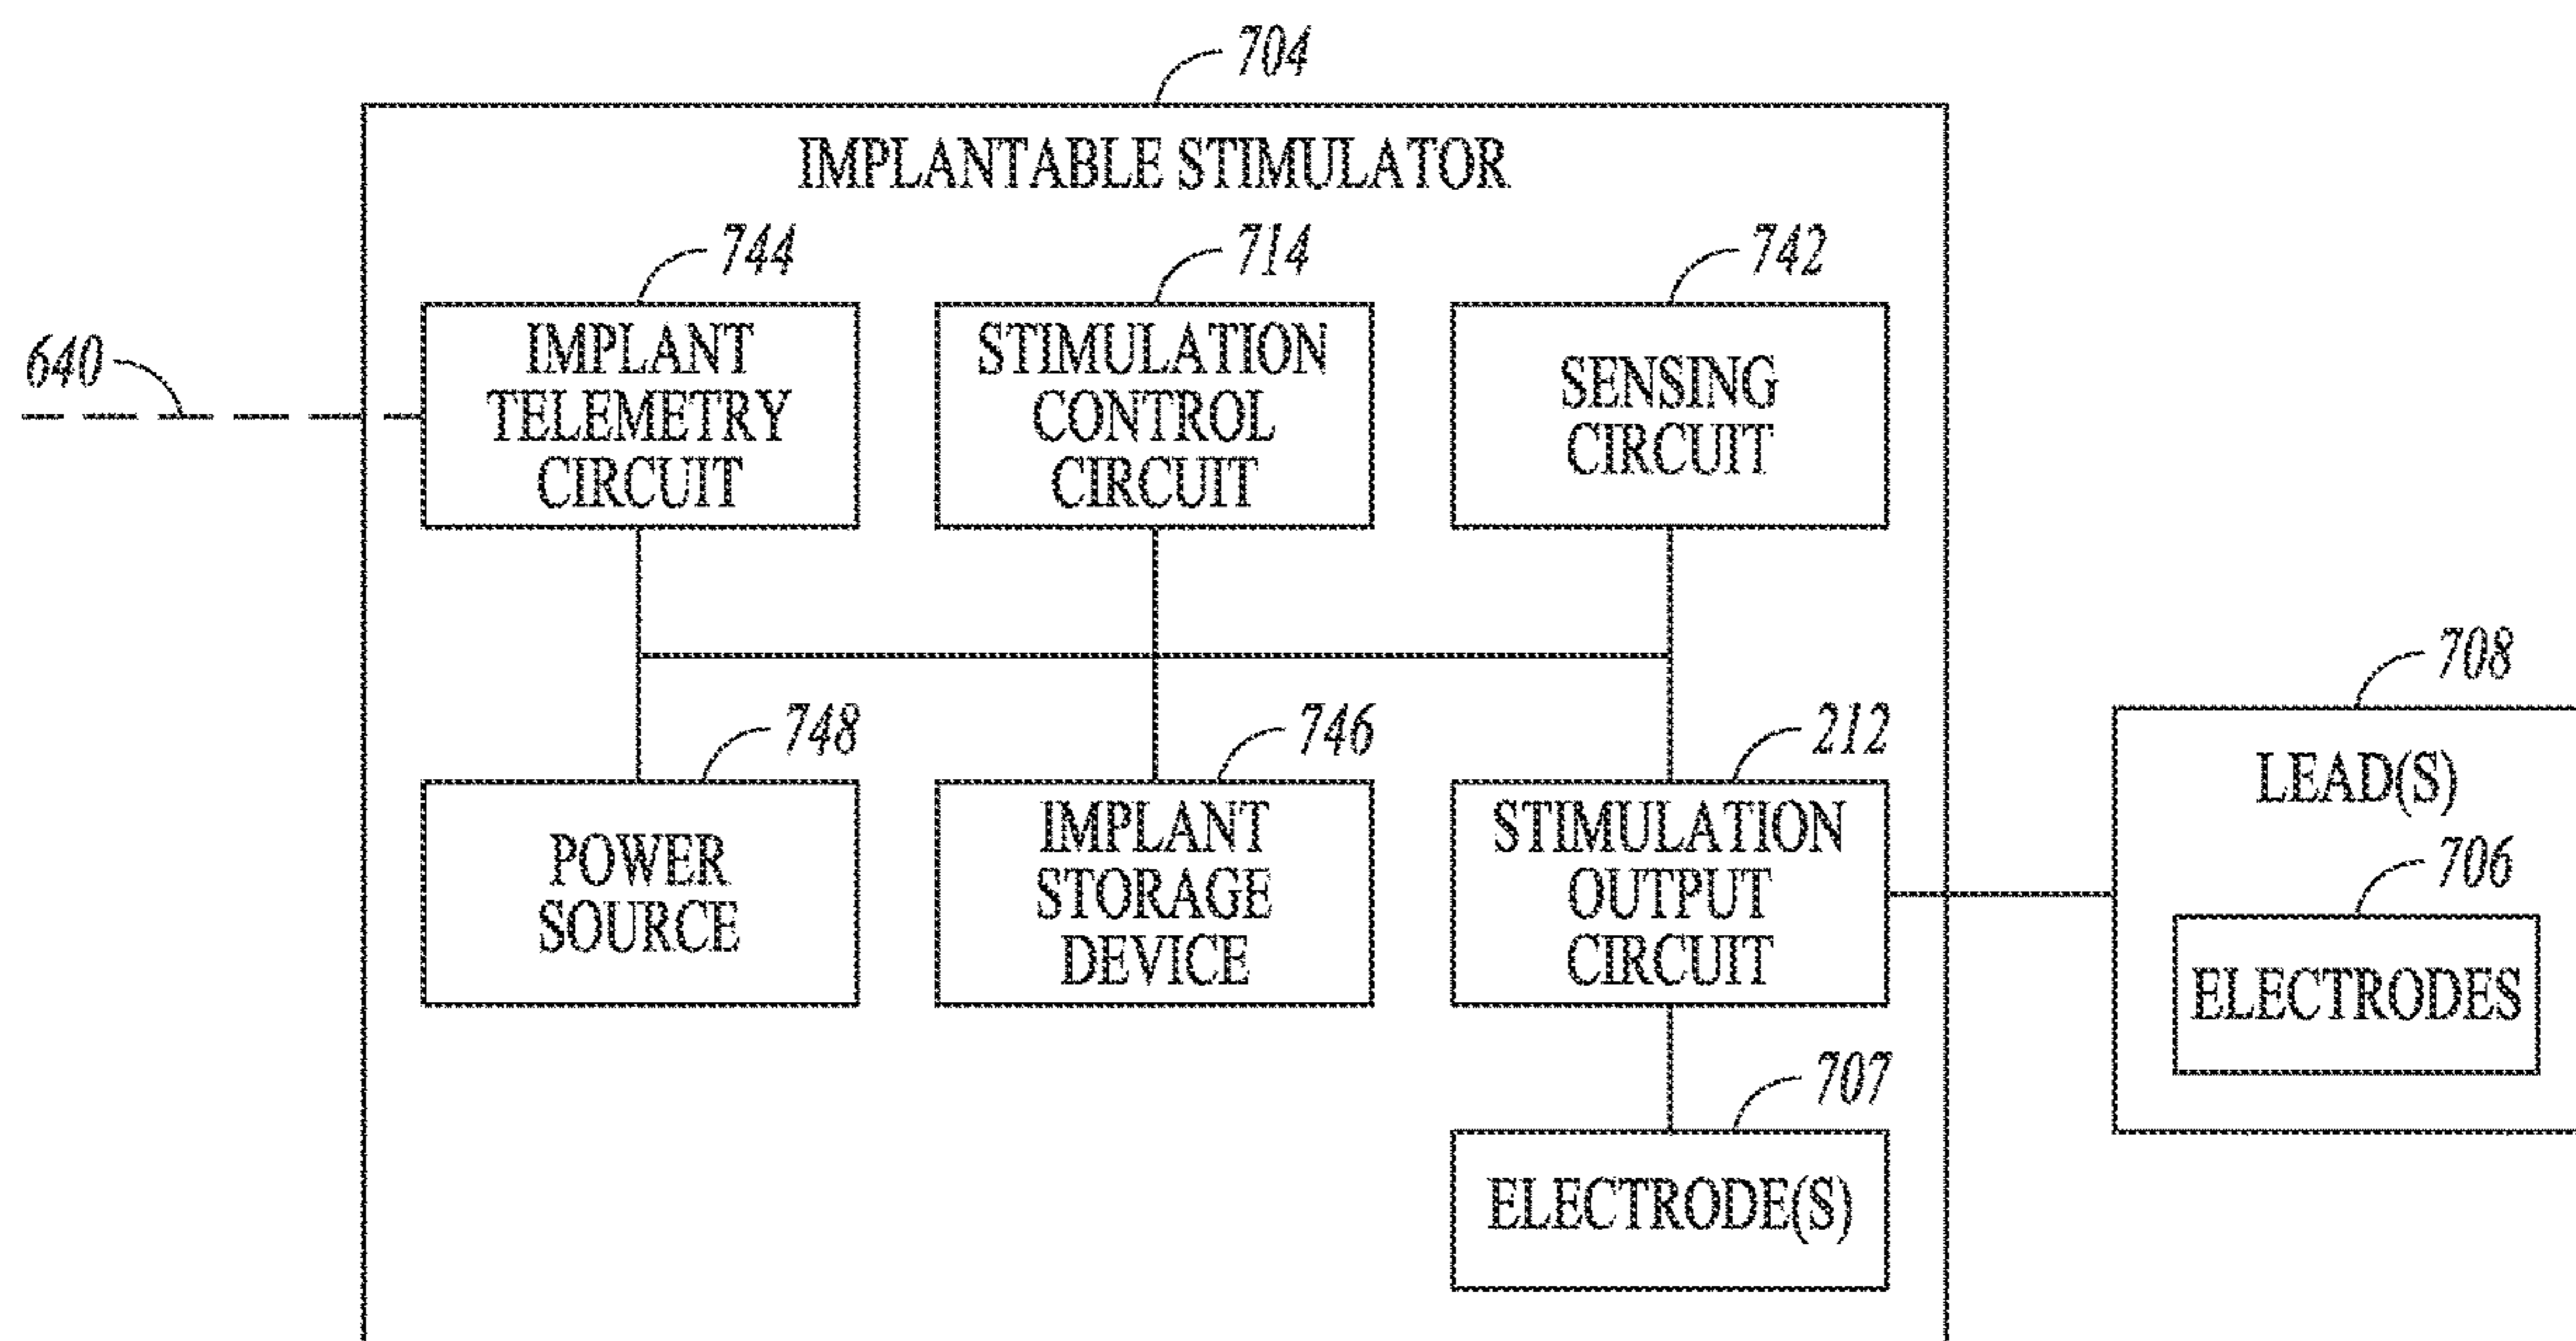 704
IMPLANTABLE STIMULATOR
744
714
742
640
IMPLANT
TELEMETRY
CIRCUIT
STIMULATION
CONTROL
CIRCUIT
SENSING
CIRCUIT
748
746
212
708
POWER
SOURCE
IMPLANT
STORAGE
DEVICE
STIMULATION
OUTPUT
CIRCUIT
LEAD(S)
706
ELECTRODES
707
ELECTRODE(S)